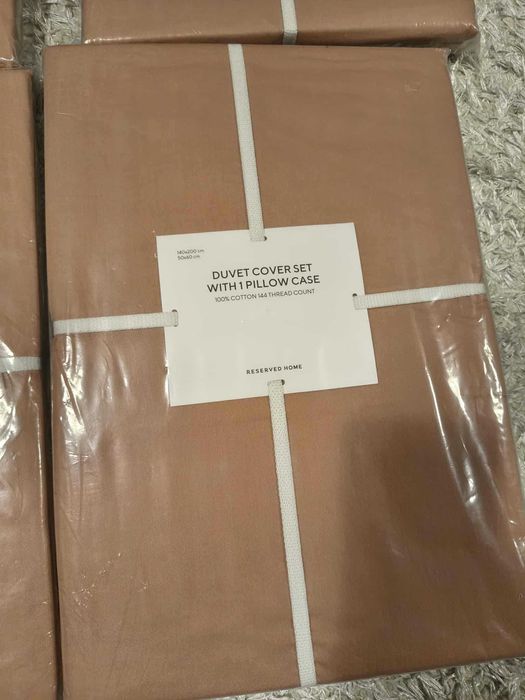 140x200 cm
50x60 cm
DUVET COVER SET
WITH 1 PILLOW CASE
100% COTTON 144 THREAD COUNT
RESERVED HOME